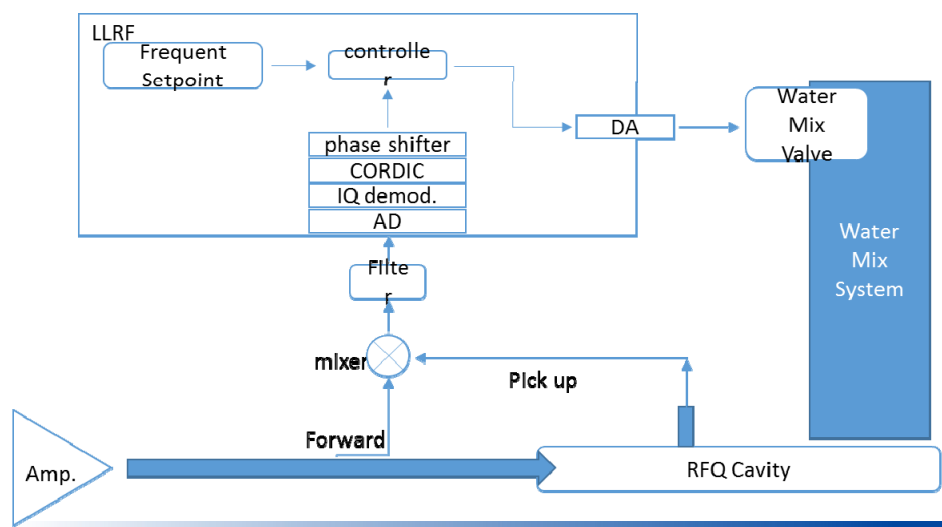 LLRF
Frequent
Setpoint
controlle
r
phase shifter
CORDIC
IQ demod.
AD
DA
Water
Mix
Valve
Water
Mix
System
FIlte
r
mIxer
PIck up
Forward
Amp.
RFQ Cavity